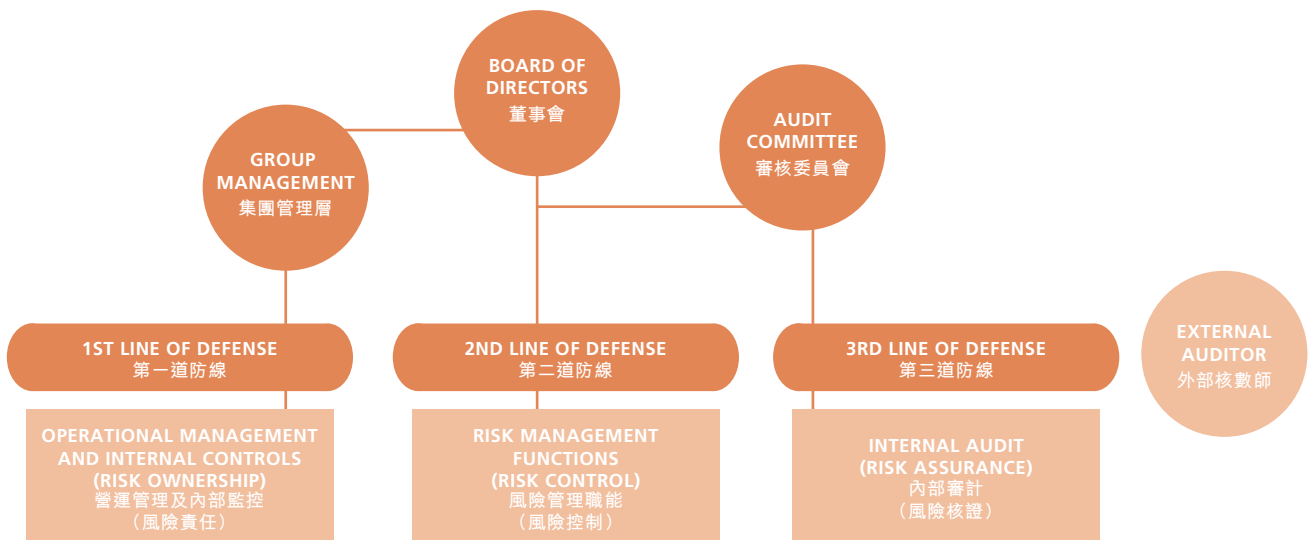 BOARD OF
DIRECTORS
董事會
AUDIT
COMMITTEE
審核委員會
GROUP
MANAGEMENT
集團管理層
1ST LINE OF DEFENSE
第一道防線
2ND LINE OF DEFENSE
第二道防線
3RD LINE OF DEFENSE
第三道防線
EXTERNAL
AUDITOR
外部核數師
OPERATIONAL MANAGEMENT
AND INTERNAL CONTROLS
(RISK OWNERSHIP)
營運管理及內部監控
（風險責任）
RISK MANAGEMENT
FUNCTIONS
(RISK CONTROL)
風險管理職能
（風險控制）
INTERNAL AUDIT
(RISK ASSURANCE)
內部審計
（風險核證）